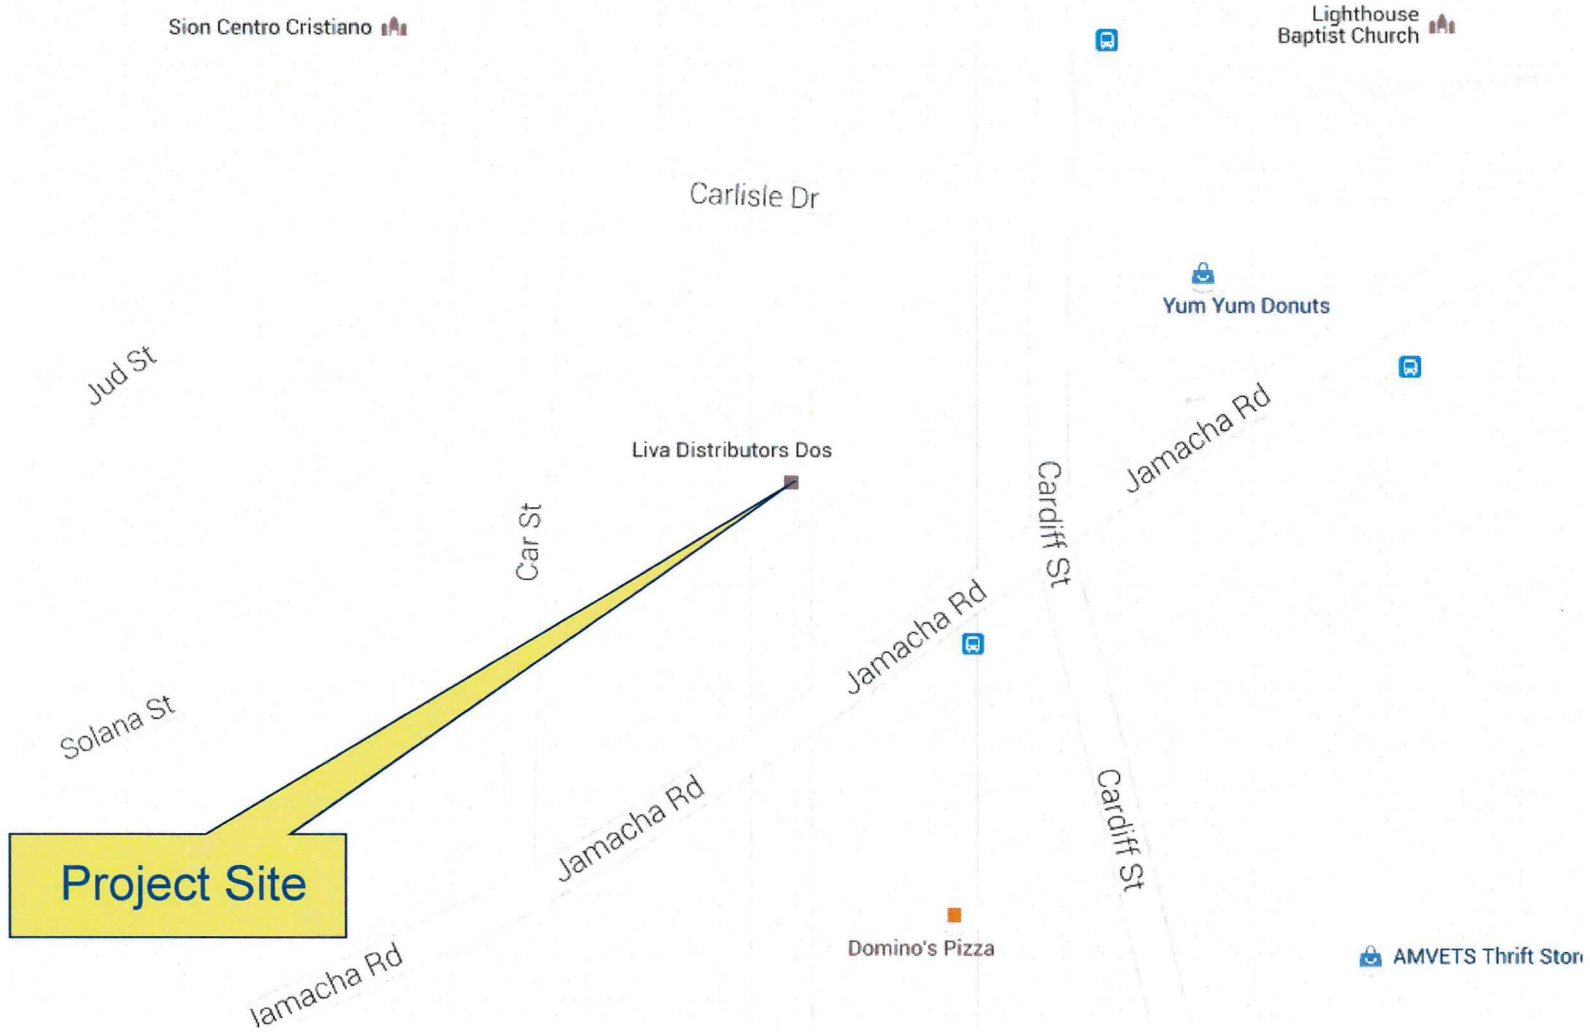 Sion Centro Cristiano
Lighthouse
Baptist Church
Carlisle Dr
Yum Yum Donuts
Jud St
Jamacha Rd
Liva Distributors Dos
Cardiff St
Car St
Jamacha Rd
Solana St
Jamacha Rd
Cardiff St
Project Site
Domino's Pizza
AMVETS Thrift Stor
Jamacha Rd